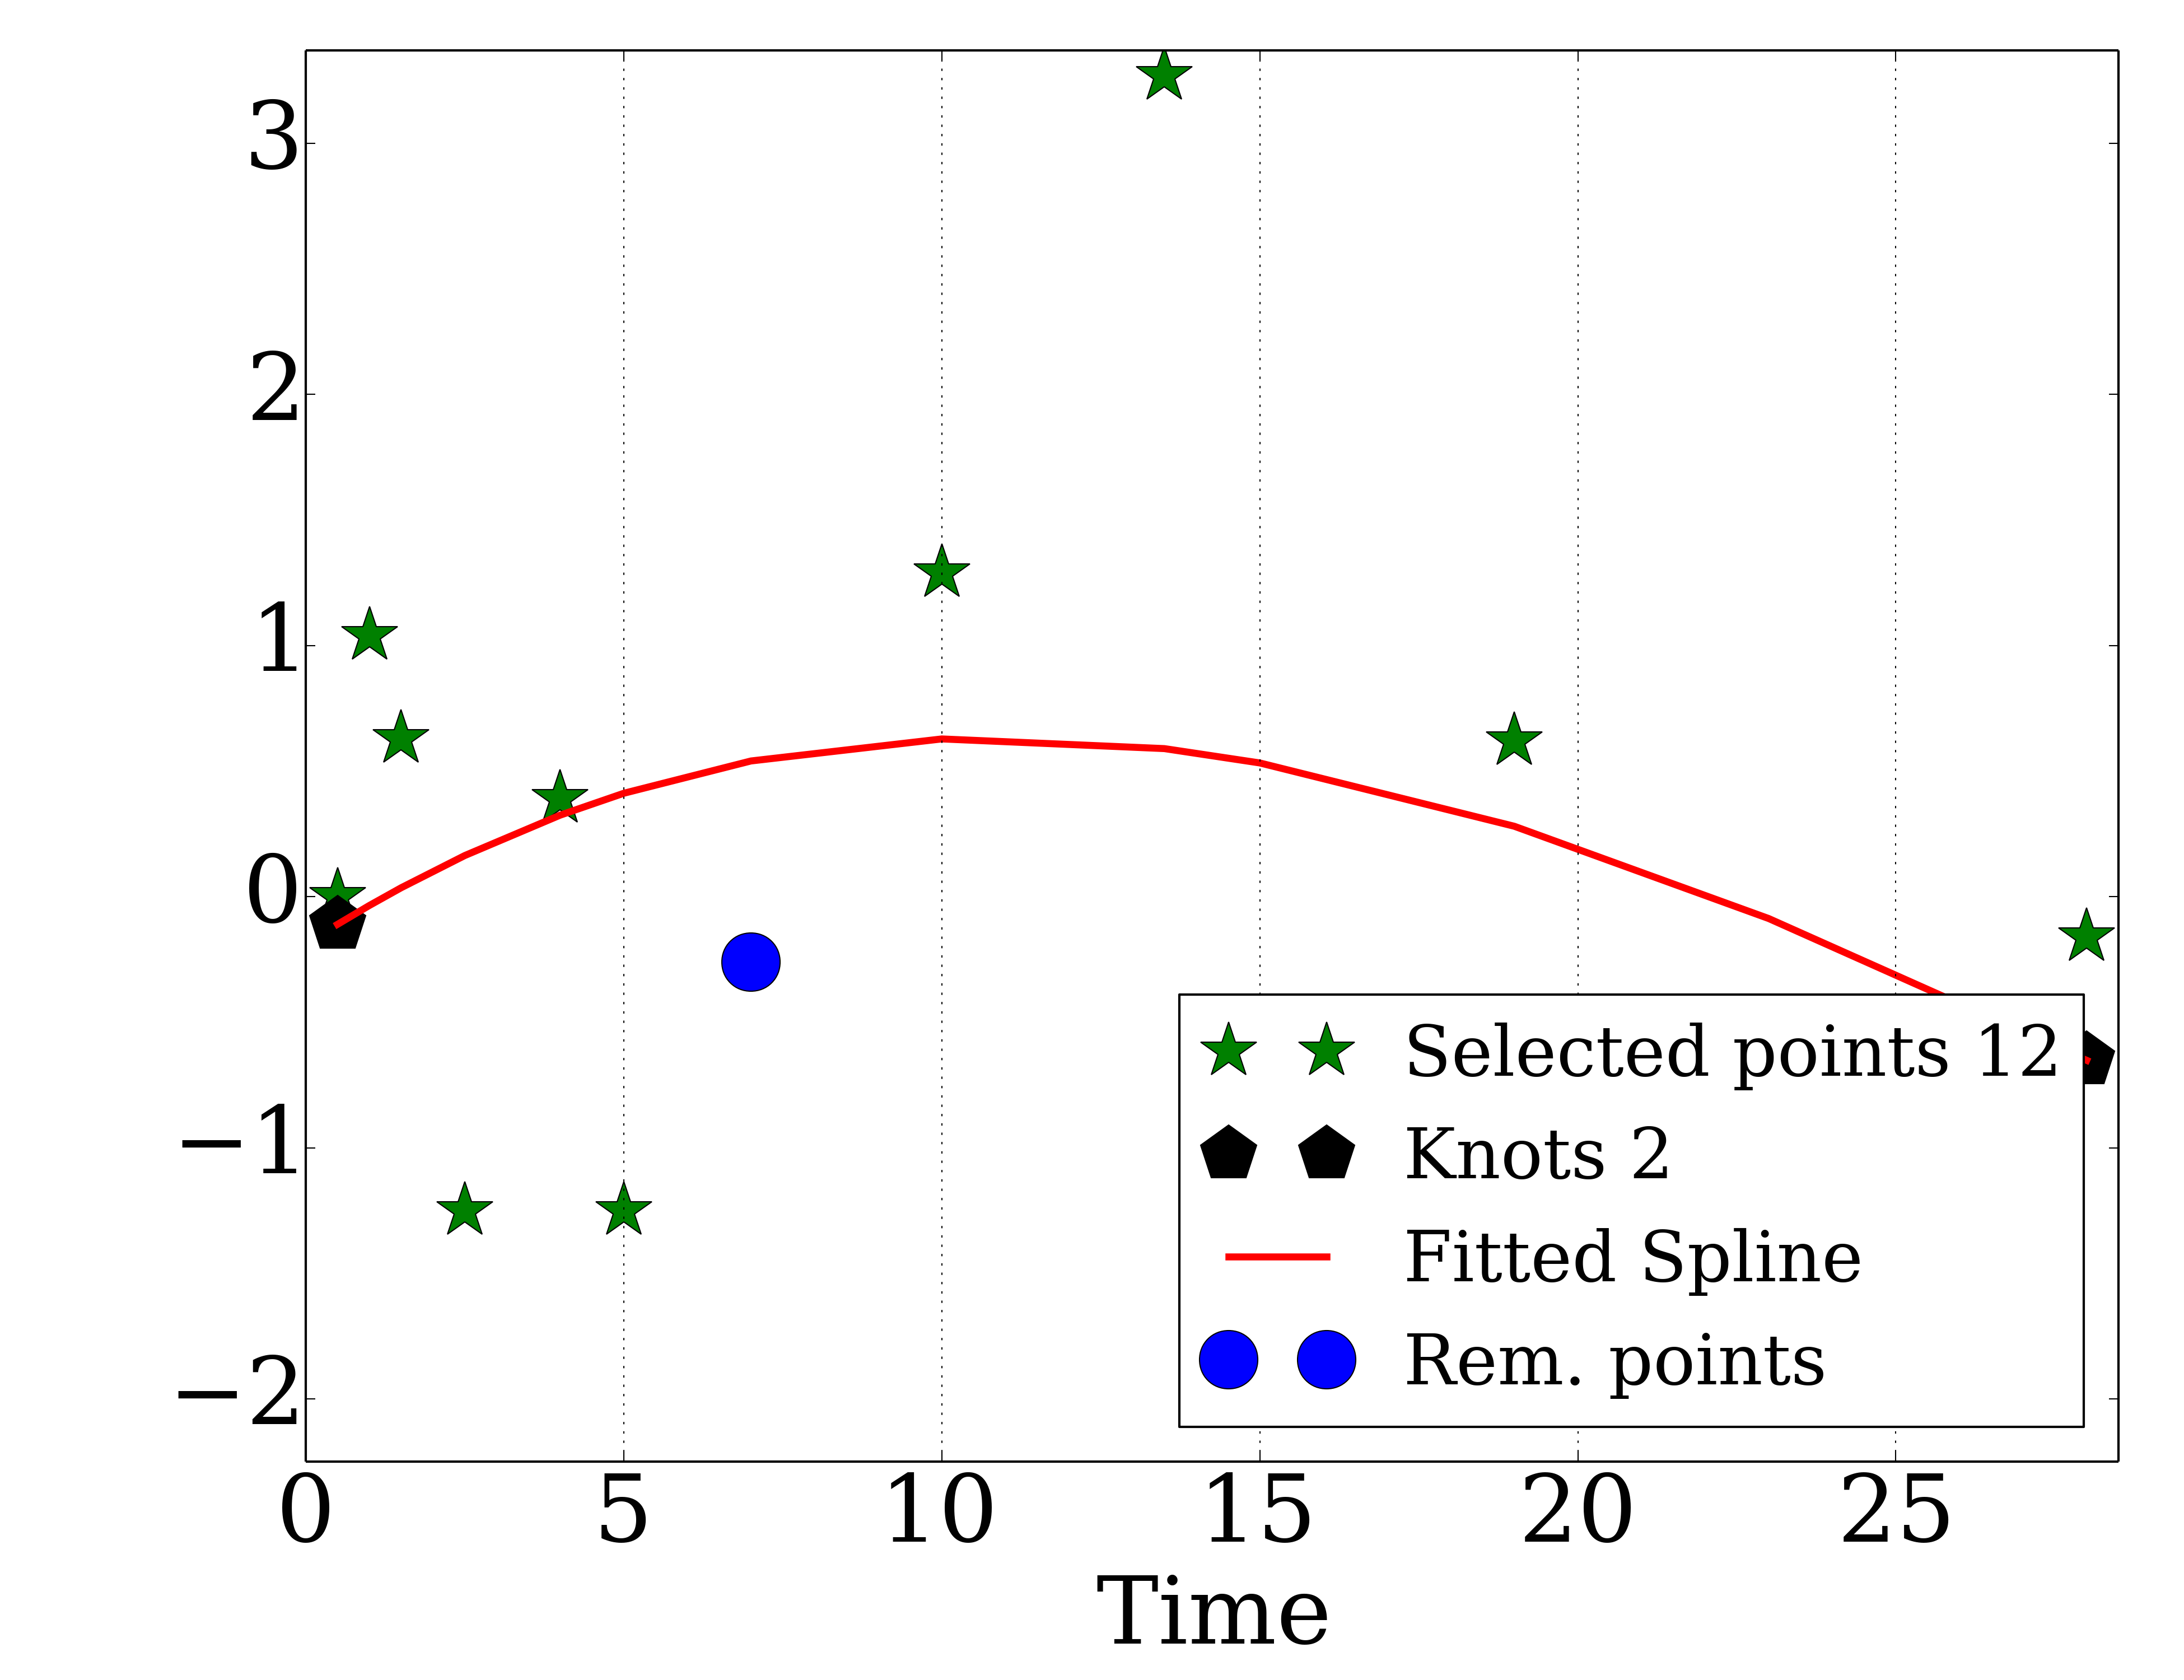 3
2
1
0
−1
−2
0 5 10 15 20 25
Time
Selected points 12
Knots 2
Fitted Spline
Rem. points